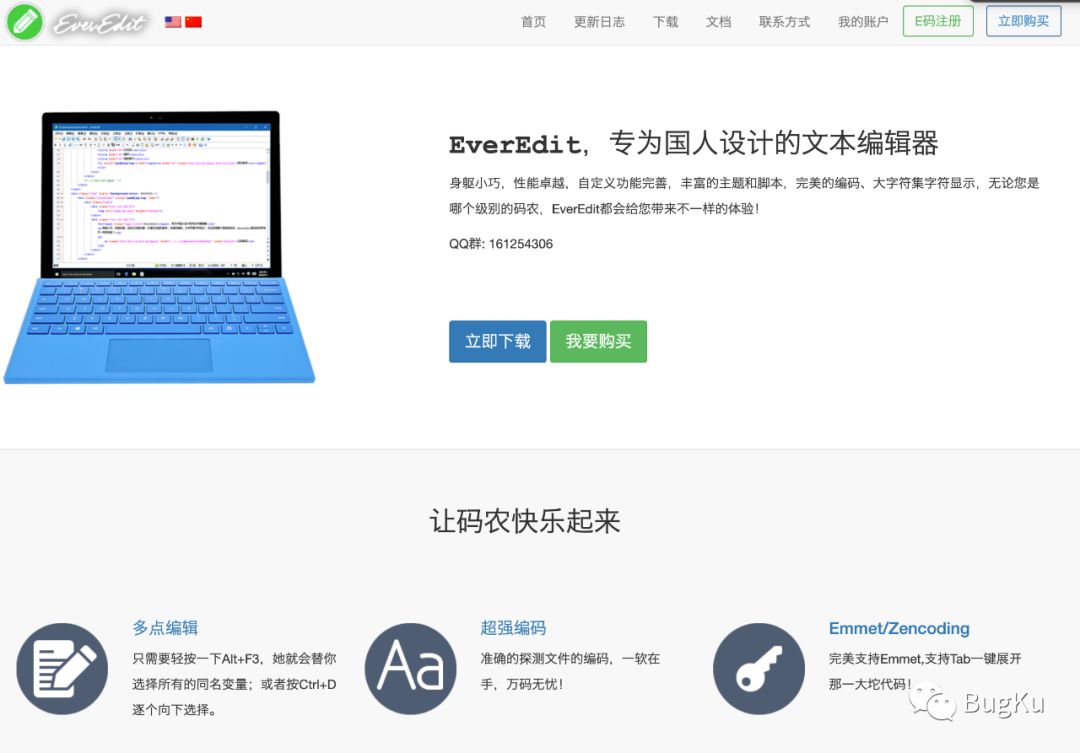 EverEdit
首页
更新日志
下载
文档
联系方式
我的账户
E码注册
立即购买
EverEdit，专为国人设计的文本编辑器
身躯小巧，性能卓越，自定义功能完善，丰富的主题和脚本，完美的编码、大字符集字符显示，无论您是
哪个级别的码农，EverEdit都会给您带来不一样的体验！
QQ群: 161254306
立即下载
我要购买
让码农快乐起来
多点编辑
只需要轻按一下Alt+F3，她就会替你
选择所有的同名变量；或者按Ctrl+D
逐个向下选择。
Aa
超强编码
准确的探测文件的编码，一软在
手，万码无忧！
Emmet/Zencoding
完美支持Emmet,支持Tab一键展开
那一大坨代码！
BugKu